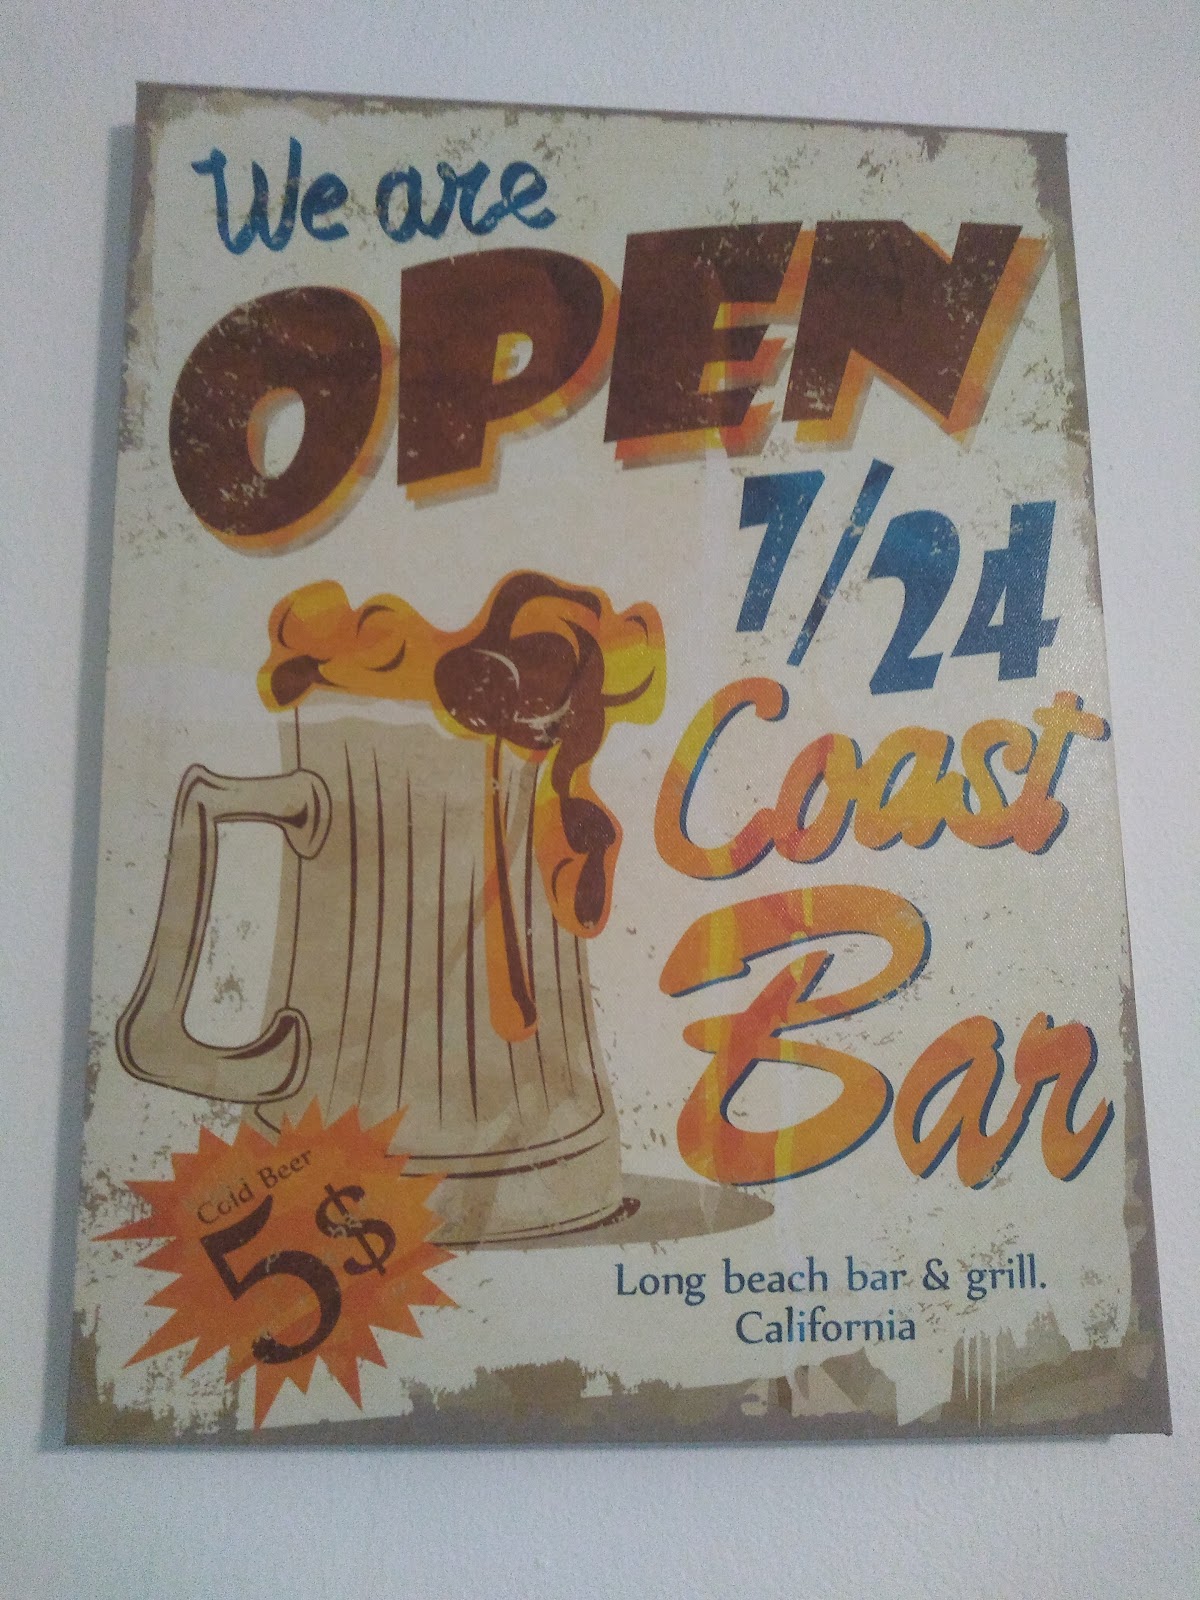 We are
OPEN
7/24
Coast
Bar
Cold Beer
5$
Long beach bar & grill.
California